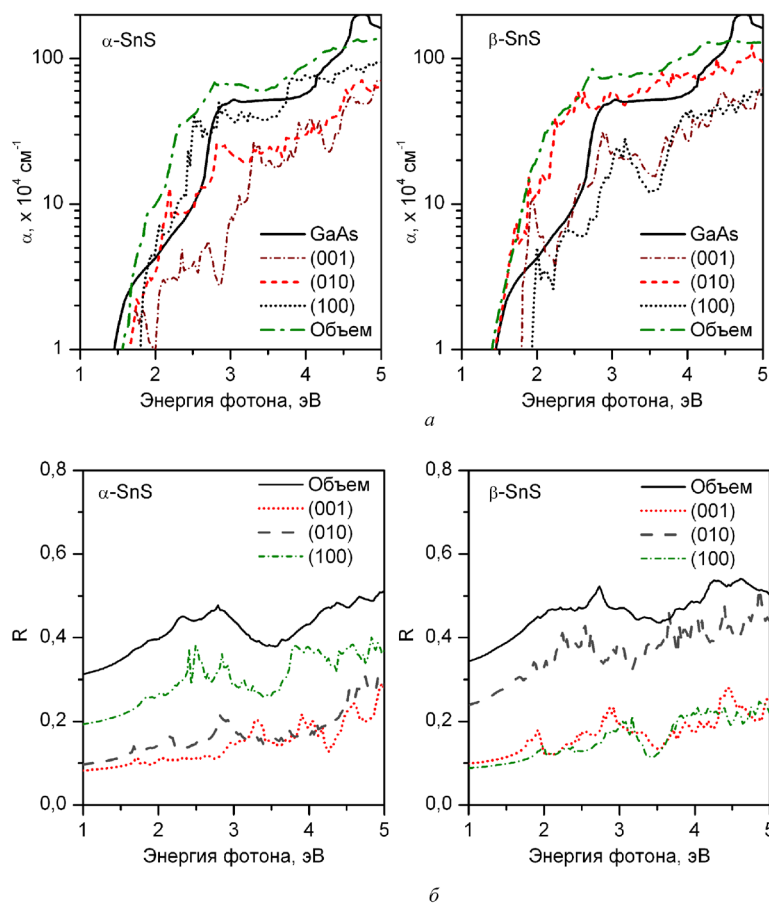 α-SnS
α, x 10⁴ см⁻¹
100
10
1
GaAs
(001)
(010)
(100)
Объем
1 2 3 4 5
Энергия фотона, эВ
β-SnS
α, x 10⁴ см⁻¹
100
10
1
GaAs
(001)
(010)
(100)
Объем
1 2 3 4 5
Энергия фотона, эВ
а
α-SnS
R
0,8
0,6
0,4
0,2
0,0
Объем
(001)
(010)
(100)
1 2 3 4 5
Энергия фотона, эВ
β-SnS
R
0,8
0,6
0,4
0,2
0,0
Объем
(001)
(010)
(100)
1 2 3 4 5
Энергия фотона, эВ
б